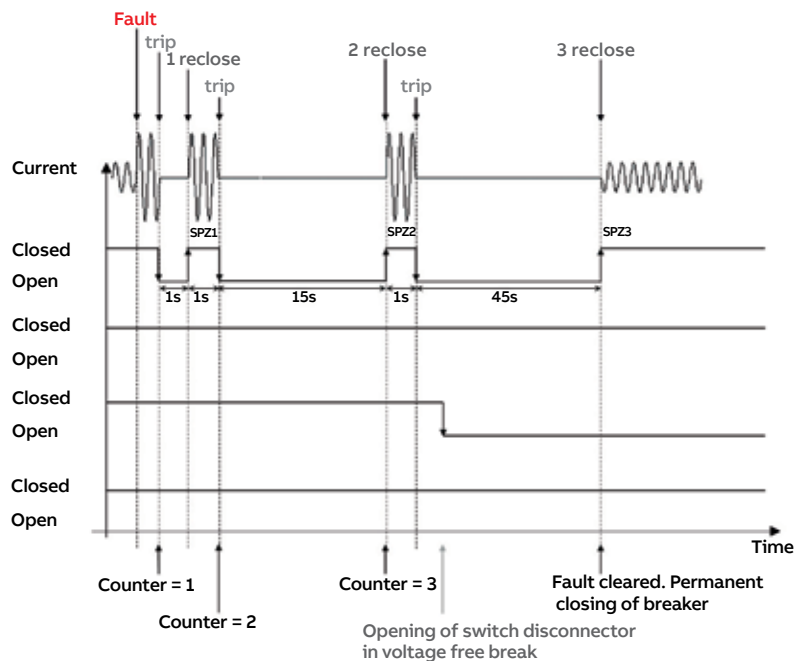 Fault
trip
1 reclose
trip
2 reclose
trip
3 reclose
Current
SPZ1
SPZ2
SPZ3
Closed
Open
1s
1s
15s
1s
45s
Closed
Open
Closed
Open
Closed
Open
Time
Counter = 1
Counter = 2
Counter = 3
Opening of switch disconnector
in voltage free break
Fault cleared. Permanent
closing of breaker